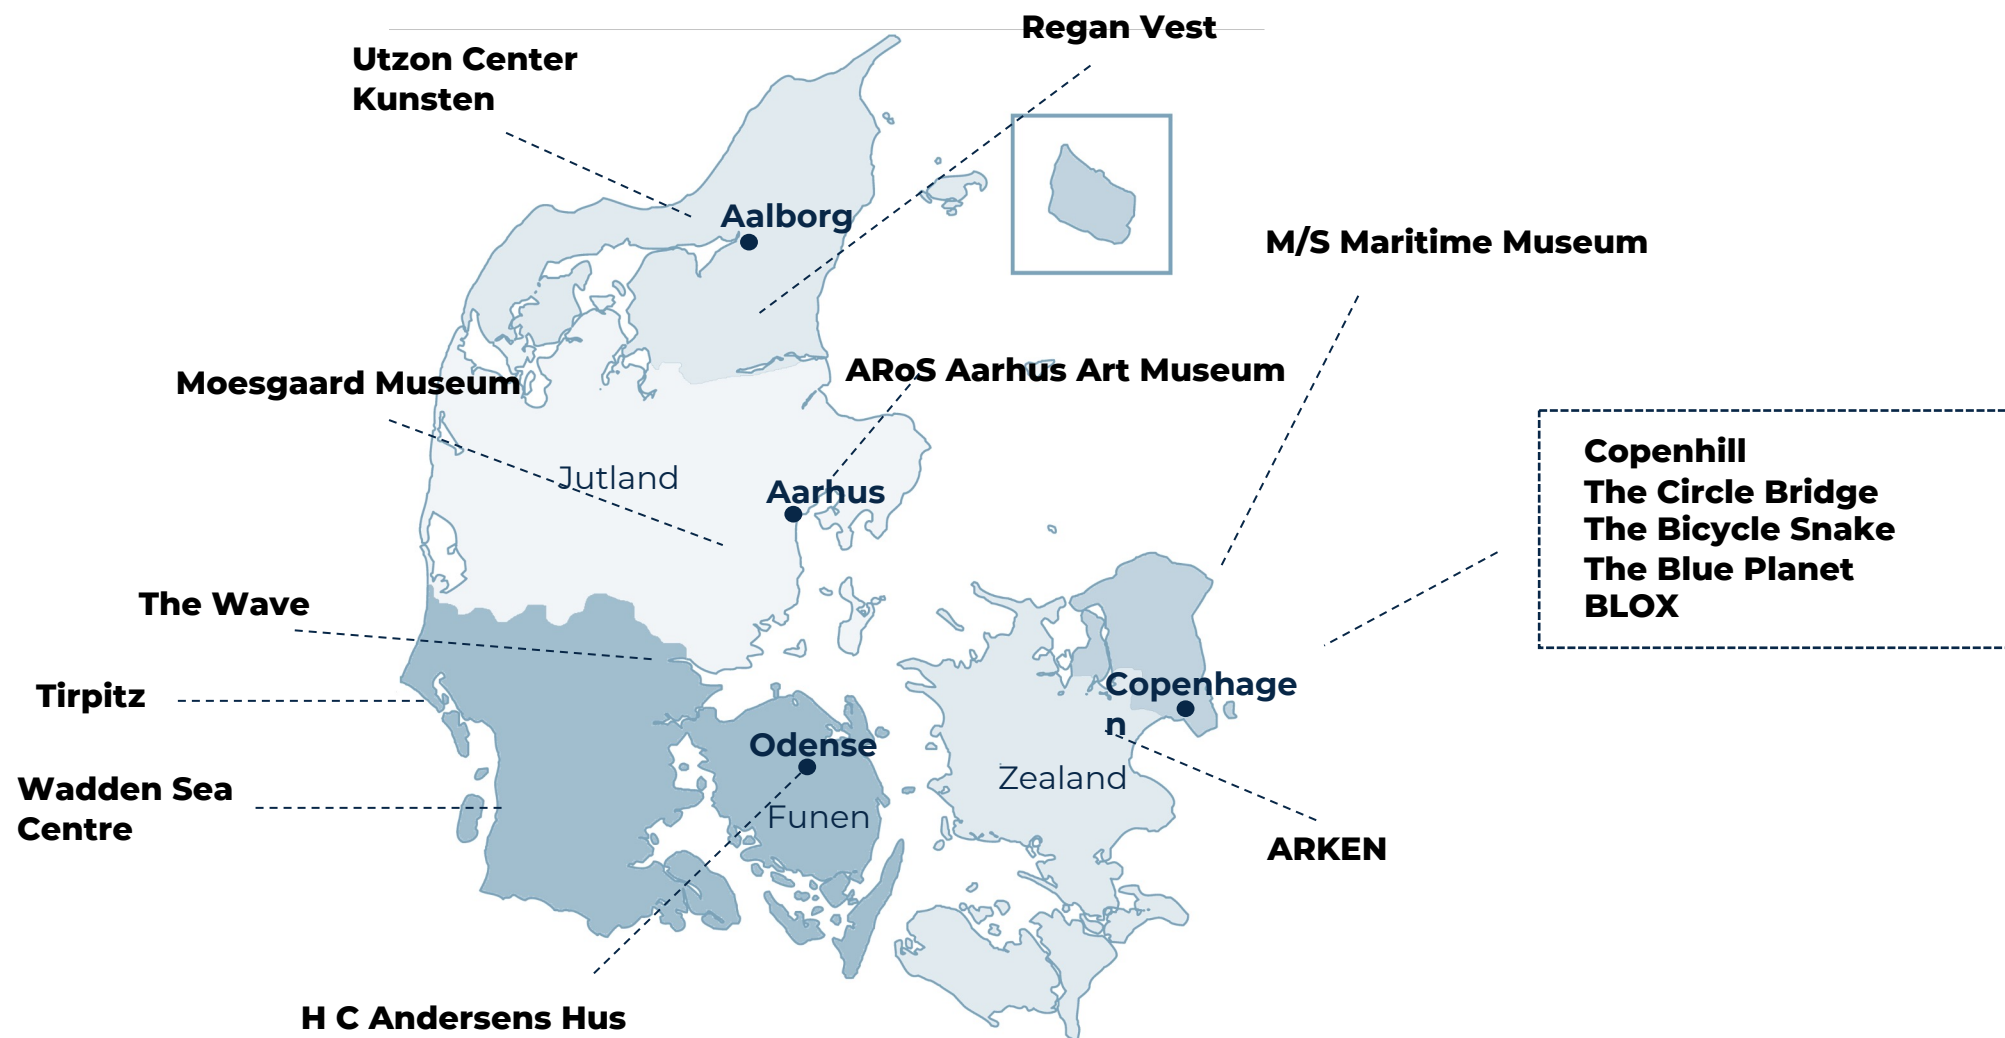 Regan Vest
Utzon Center
Kunsten
Aalborg
M/S Maritime Museum
ARoS Aarhus Art Museum
Moesgaard Museum
Copenhill
The Circle Bridge
The Bicycle Snake
The Blue Planet
BLOX
Jutland
Aarhus
The Wave
Tirpitz
Copenhage
n
Odense
Zealand
Wadden Sea
Centre
Funen
ARKEN
H C Andersens Hus